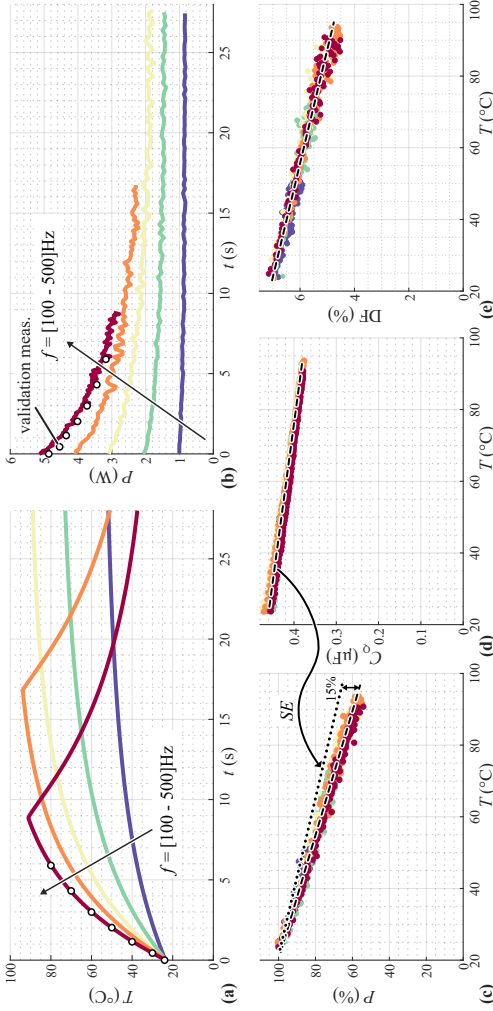 100
80
60
40
20
T (°C)
f = [100 - 500]Hz
0
5
10
15
20
25
t (s)
(a)
6
5
4
3
2
1
0
P (W)
validation meas.
f = [100 - 500]Hz
0
5
10
15
20
25
t (s)
(b)
100
80
60
40
20
0
P (%)
SE
15%
20
40
60
80
100
T (°C)
(c)
0.4
0.3
0.2
0.1
0
CQ (µF)
20
40
60
80
100
T (°C)
(d)
6
4
2
0
DF (%)
20
40
60
80
100
T (°C)
(e)